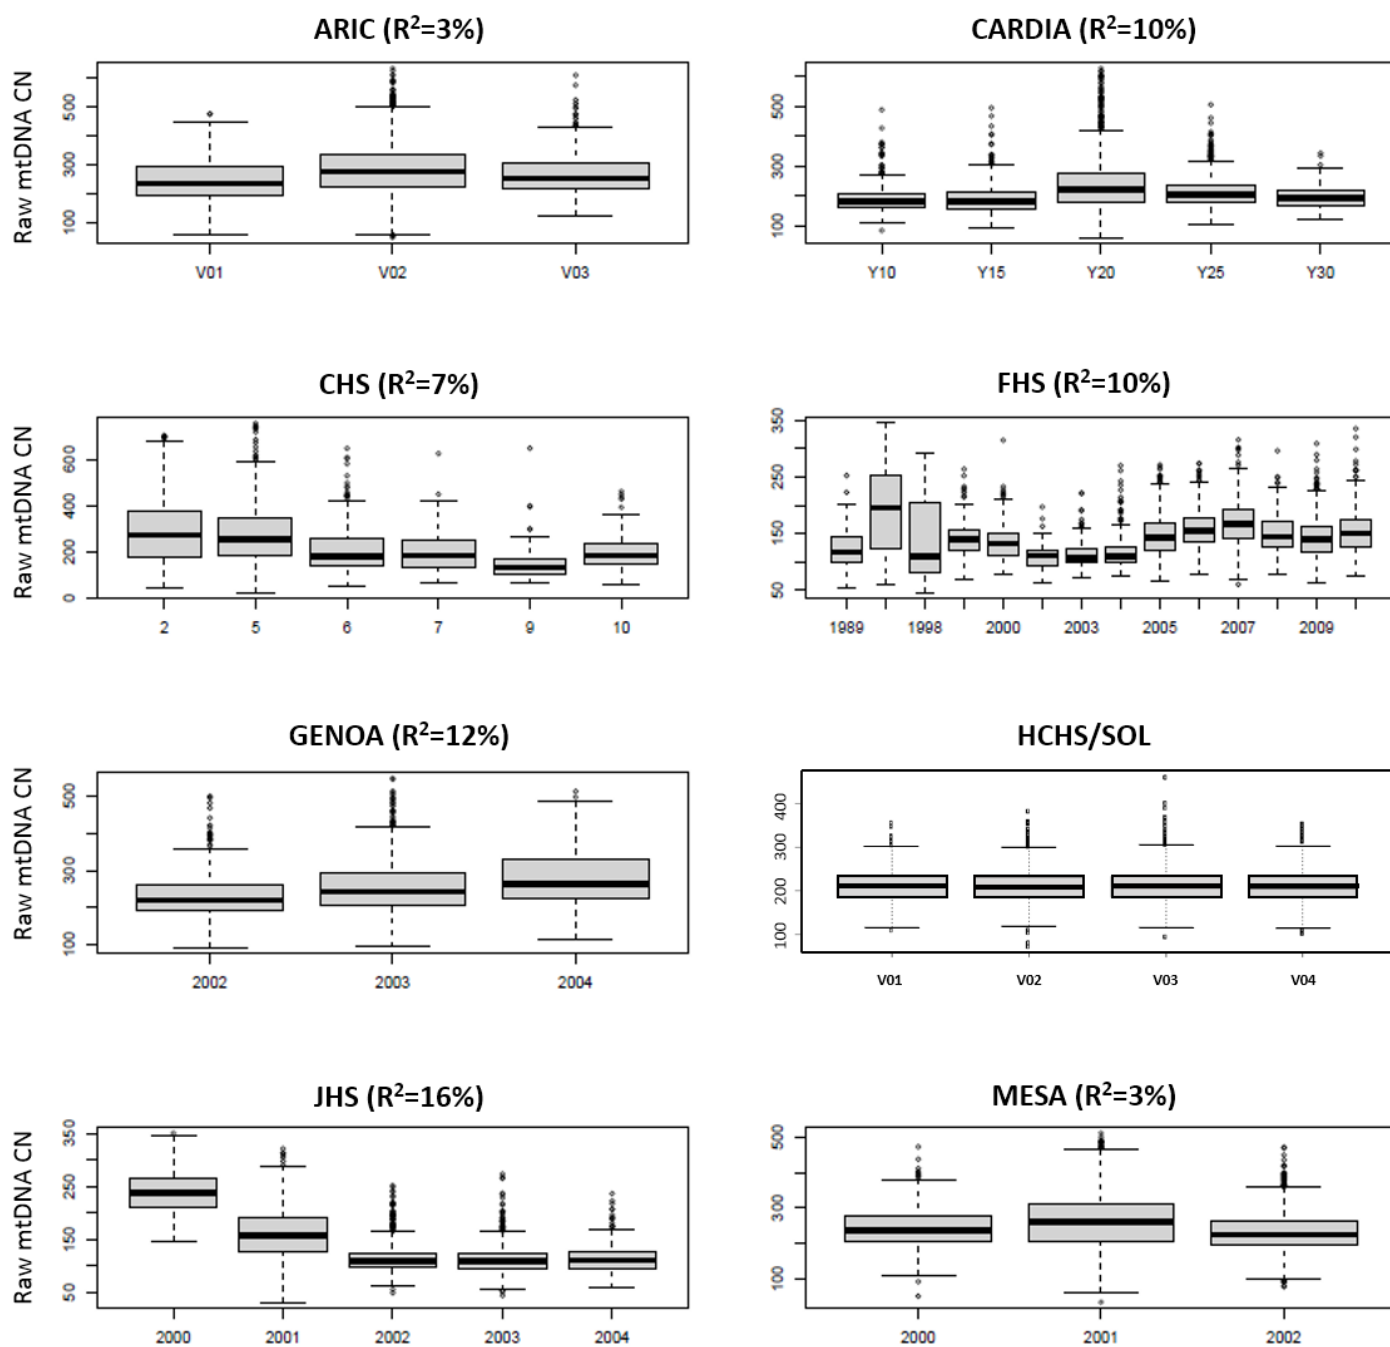 ARIC (R²=3%)
CARDIA (R²=10%)
Raw mtDNA CN
500
300
100
V01 V02 V03
500
300
100
Y10 Y15 Y20 Y25 Y30
CHS (R²=7%)
FHS (R²=10%)
Raw mtDNA CN
600
400
200
0
2 5 6 7 9 10
350
250
150
50
1989 1998 2000 2003 2005 2007 2009
GENOA (R²=12%)
HCHS/SOL
Raw mtDNA CN
500
300
100
2002 2003 2004
400
300
200
100
V01 V02 V03 V04
JHS (R²=16%)
MESA (R²=3%)
Raw mtDNA CN
350
250
150
50
2000 2001 2002 2003 2004
500
300
100
2000 2001 2002